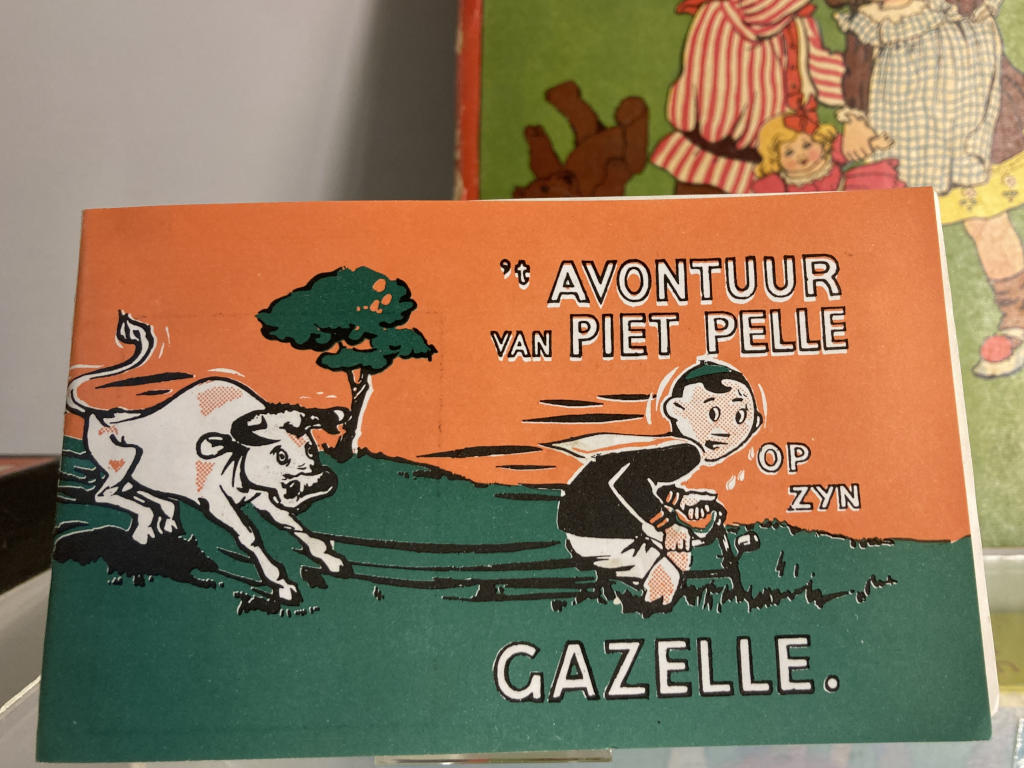 't AVONTUUR
VAN PIET PELLE
OP
ZYN
GAZELLE.